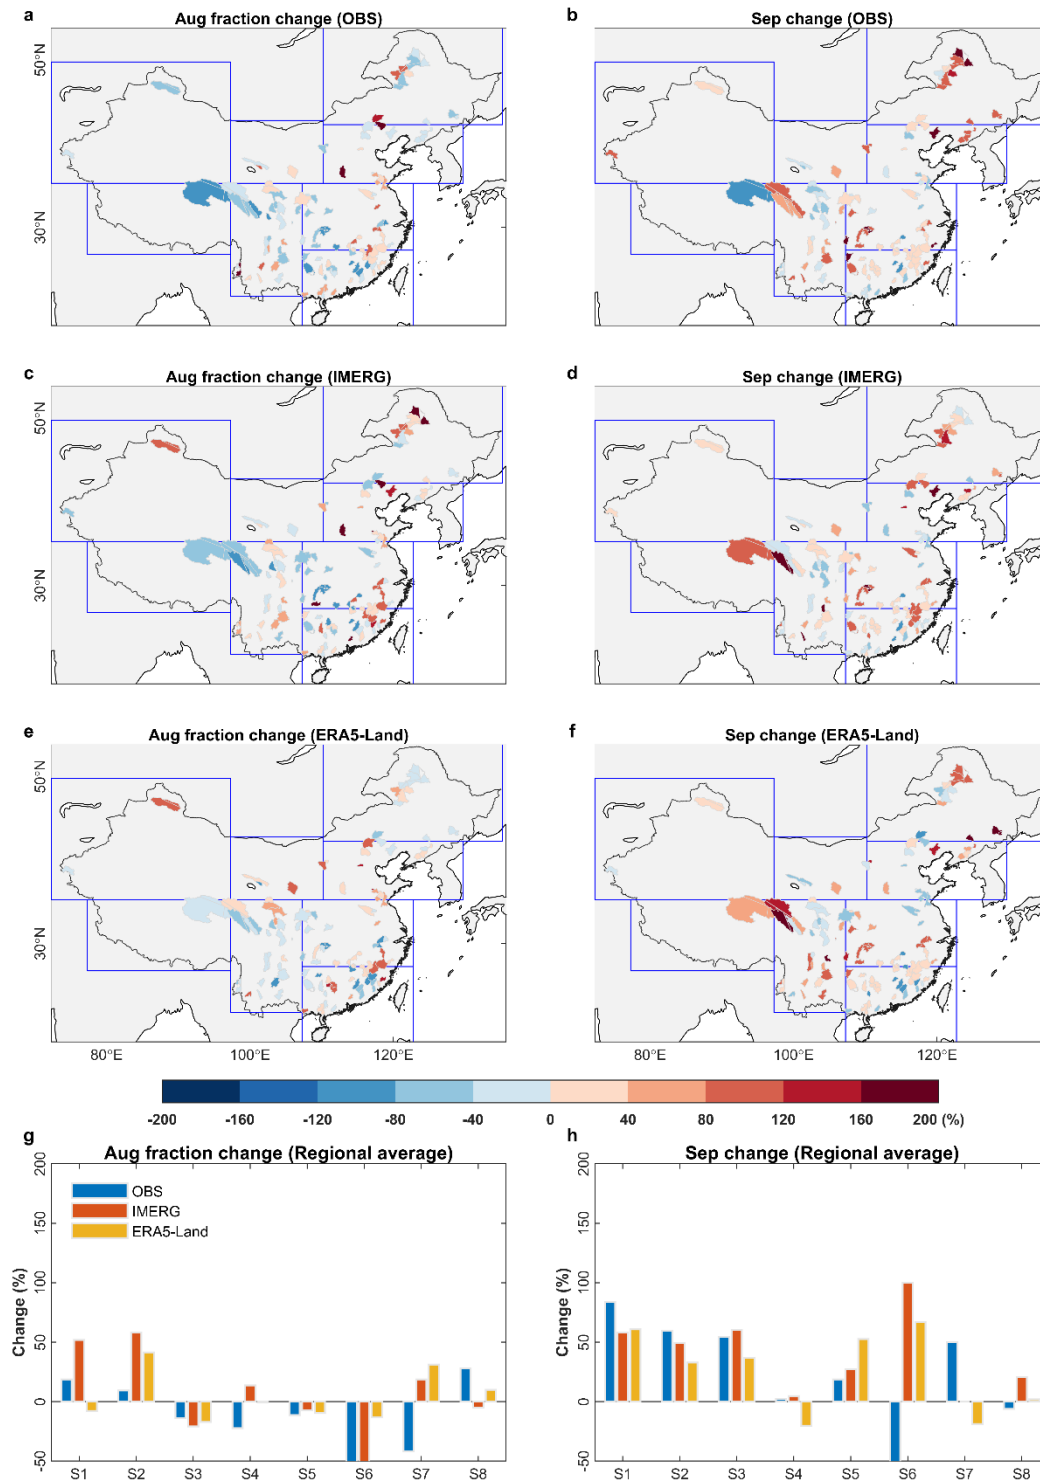 a Aug fraction change (OBS)
b Sep change (OBS)
50°N
30°N
c Aug fraction change (IMERG)
d Sep change (IMERG)
50°N
30°N
e Aug fraction change (ERA5-Land)
f Sep change (ERA5-Land)
50°N
30°N
80°E 100°E 120°E
80°E 100°E 120°E
-200 -160 -120 -80 -40 0 40 80 120 160 200 (%)
g Aug fraction change (Regional average)
200
150
100
50
0
-50
Change (%)
OBS
IMERG
ERA5-Land
S1 S2 S3 S4 S5 S6 S7 S8
h Sep change (Regional average)
200
150
100
50
0
-50
Change (%)
S1 S2 S3 S4 S5 S6 S7 S8